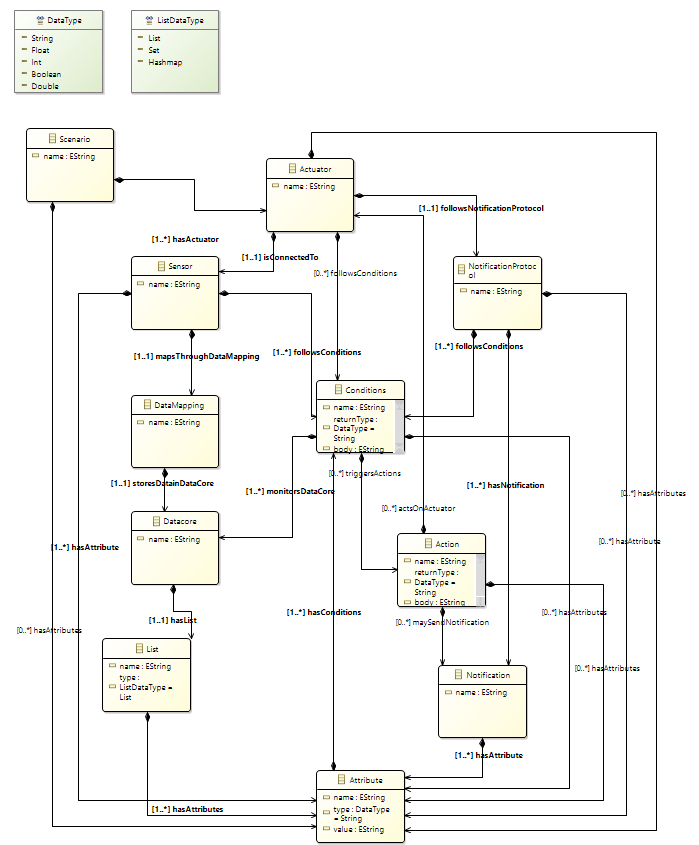 DataType
String
Float
Int
Boolean
Double
ListDataType
List
Set
Hashmap
Scenario
name : EString
Actuator
name : EString
[1..1] followsNotificationProtocol
[1..*] hasActuator
[1..1] isConnectedTo
[0..*] followsConditions
Sensor
name : EString
NotificationProtoc
ol
name : EString
[1..1] mapsThroughDataMapping
[1..*] followsConditions
[1..*] followsConditions
Conditions
name : EString
returnType :
DataType =
String
body : EString
DataMapping
name : EString
[0..*] triggersActions
[1..1] storesDatainDataCore
[1..*] monitorsDataCore
[1..*] hasNotification
[0..*] hasAttributes
[0..*] actsOnActuator
Datacore
name : EString
[1..*] hasAttribute
[0..*] hasAttribute
Action
name : EString
returnType :
DataType =
String
body : EString
[1..1] hasList
[1..*] hasConditions
[0..*] hasAttributes
[0..*] maySendNotification
[0..*] hasAttributes
List
name : EString
type :
ListDataType =
List
[0..*] hasAttributes
Notification
name : EString
[1..*] hasAttribute
Attribute
name : EString
type : DataType
= String
value : EString
[1..*] hasAttributes